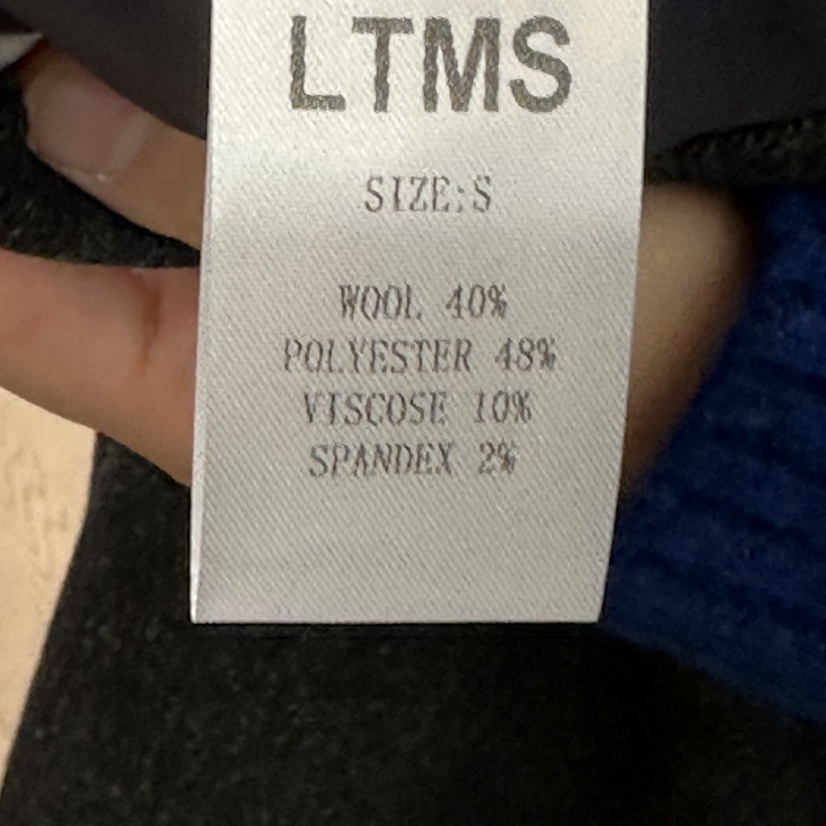 LTMS
SIZE:S
WOOL 40%
POLYESTER 48%
VISCOSE 10%
SPANDEX 2%